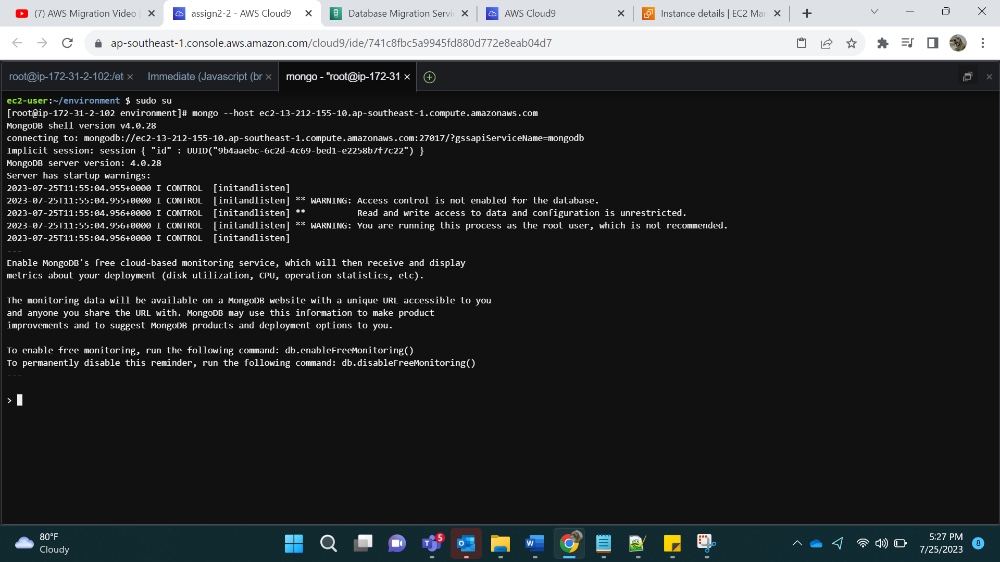 (7) AWS Migration Video
assign2-2 - AWS Cloud9
Database Migration Servic
AWS Cloud9
Instance details | EC2 Mar
ap-southeast-1.console.aws.amazon.com/cloud9/ide/741c8fbc5a9945fd880d772e8eab04d7
root@ip-172-31-2-102:/et
Immediate (Javascript (br
mongo - "root@ip-172-31
ec2-user:~/environment $ sudo su
[root@ip-172-31-2-102 environment]# mongo --host ec2-13-212-155-10.ap-southeast-1.compute.amazonaws.com
MongoDB shell version v4.0.28
connecting to: mongodb://ec2-13-212-155-10.ap-southeast-1.compute.amazonaws.com:27017/?gssapiServiceName=mongodb
Implicit session: session { "id" : UUID("9b4aaebc-6c2d-4c69-bed1-e2258b7f7c22") }
MongoDB server version: 4.0.28
Server has startup warnings:
2023-07-25T11:55:04.955+0000 I CONTROL  [initandlisten]
2023-07-25T11:55:04.955+0000 I CONTROL  [initandlisten] ** WARNING: Access control is not enabled for the database.
2023-07-25T11:55:04.956+0000 I CONTROL  [initandlisten] **          Read and write access to data and configuration is unrestricted.
2023-07-25T11:55:04.956+0000 I CONTROL  [initandlisten] ** WARNING: You are running this process as the root user, which is not recommended.
2023-07-25T11:55:04.956+0000 I CONTROL  [initandlisten]
---
Enable MongoDB's free cloud-based monitoring service, which will then receive and display
metrics about your deployment (disk utilization, CPU, operation statistics, etc).
The monitoring data will be available on a MongoDB website with a unique URL accessible to you
and anyone you share the URL with. MongoDB may use this information to make product
improvements and to suggest MongoDB products and deployment options to you.
To enable free monitoring, run the following command: db.enableFreeMonitoring()
To permanently disable this reminder, run the following command: db.disableFreeMonitoring()
---
>
80°F
Cloudy
5
5:27 PM
7/25/2023
8